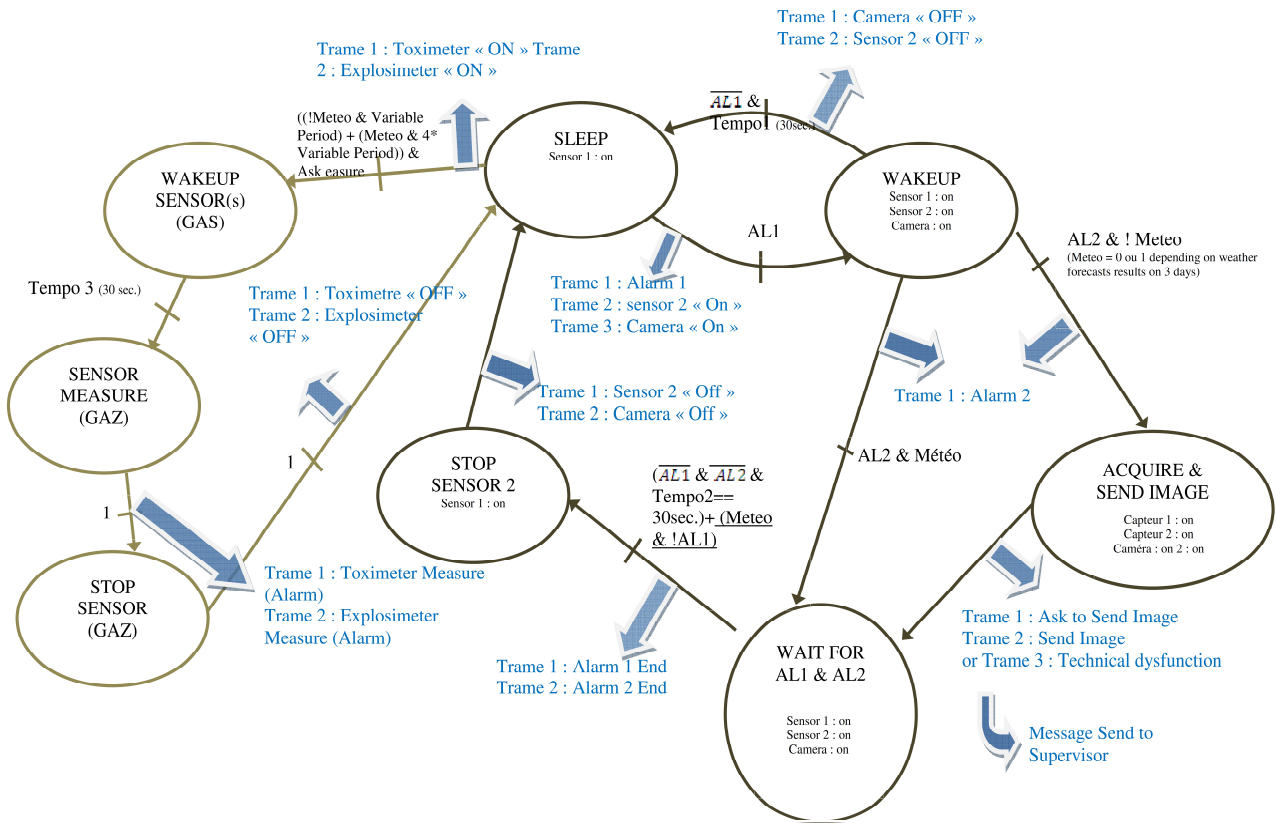 Trame 1 : Camera « OFF »
Trame 2 : Sensor 2 « OFF »
Trame 1 : Toximeter « ON » Trame
2 : Explosimeter « ON »
((!Meteo & Variable
Period) + (Meteo & 4*
Variable Period)) &
Ask easure
SLEEP
Sensor 1 : on
A̅L̅1̅ &
Tempo1 (30sec.)
WAKEUP
Sensor 1 : on
Sensor 2 : on
Camera : on
WAKEUP
SENSOR(s)
(GAS)
AL1
AL2 & ! Meteo
(Meteo = 0 ou 1 depending on weather
forecasts results on 3 days)
Tempo 3 (30 sec.)
Trame 1 : Toximetre « OFF »
Trame 2 : Explosimeter
« OFF »
Trame 1 : Alarm 1
Trame 2 : sensor 2 « On »
Trame 3 : Camera « On »
SENSOR
MEASURE
(GAZ)
Trame 1 : Sensor 2 « Off »
Trame 2 : Camera « Off »
Trame 1 : Alarm 2
1
STOP
SENSOR 2
Sensor 1 : on
(A̅L̅1̅ & A̅L̅2̅ &
Tempo2==
30sec.)+ (Meteo
& !AL1)
AL2 & Météo
ACQUIRE &
SEND IMAGE
Capteur 1 : on
Capteur 2 : on
Caméra : on 2 : on
1
STOP
SENSOR
(GAZ)
Trame 1 : Toximeter Measure
(Alarm)
Trame 2 : Explosimeter
Measure (Alarm)
Trame 1 : Alarm 1 End
Trame 2 : Alarm 2 End
WAIT FOR
AL1 & AL2
Sensor 1 : on
Sensor 2 : on
Camera : on
Trame 1 : Ask to Send Image
Trame 2 : Send Image
or Trame 3 : Technical dysfunction
Message Send to
Supervisor